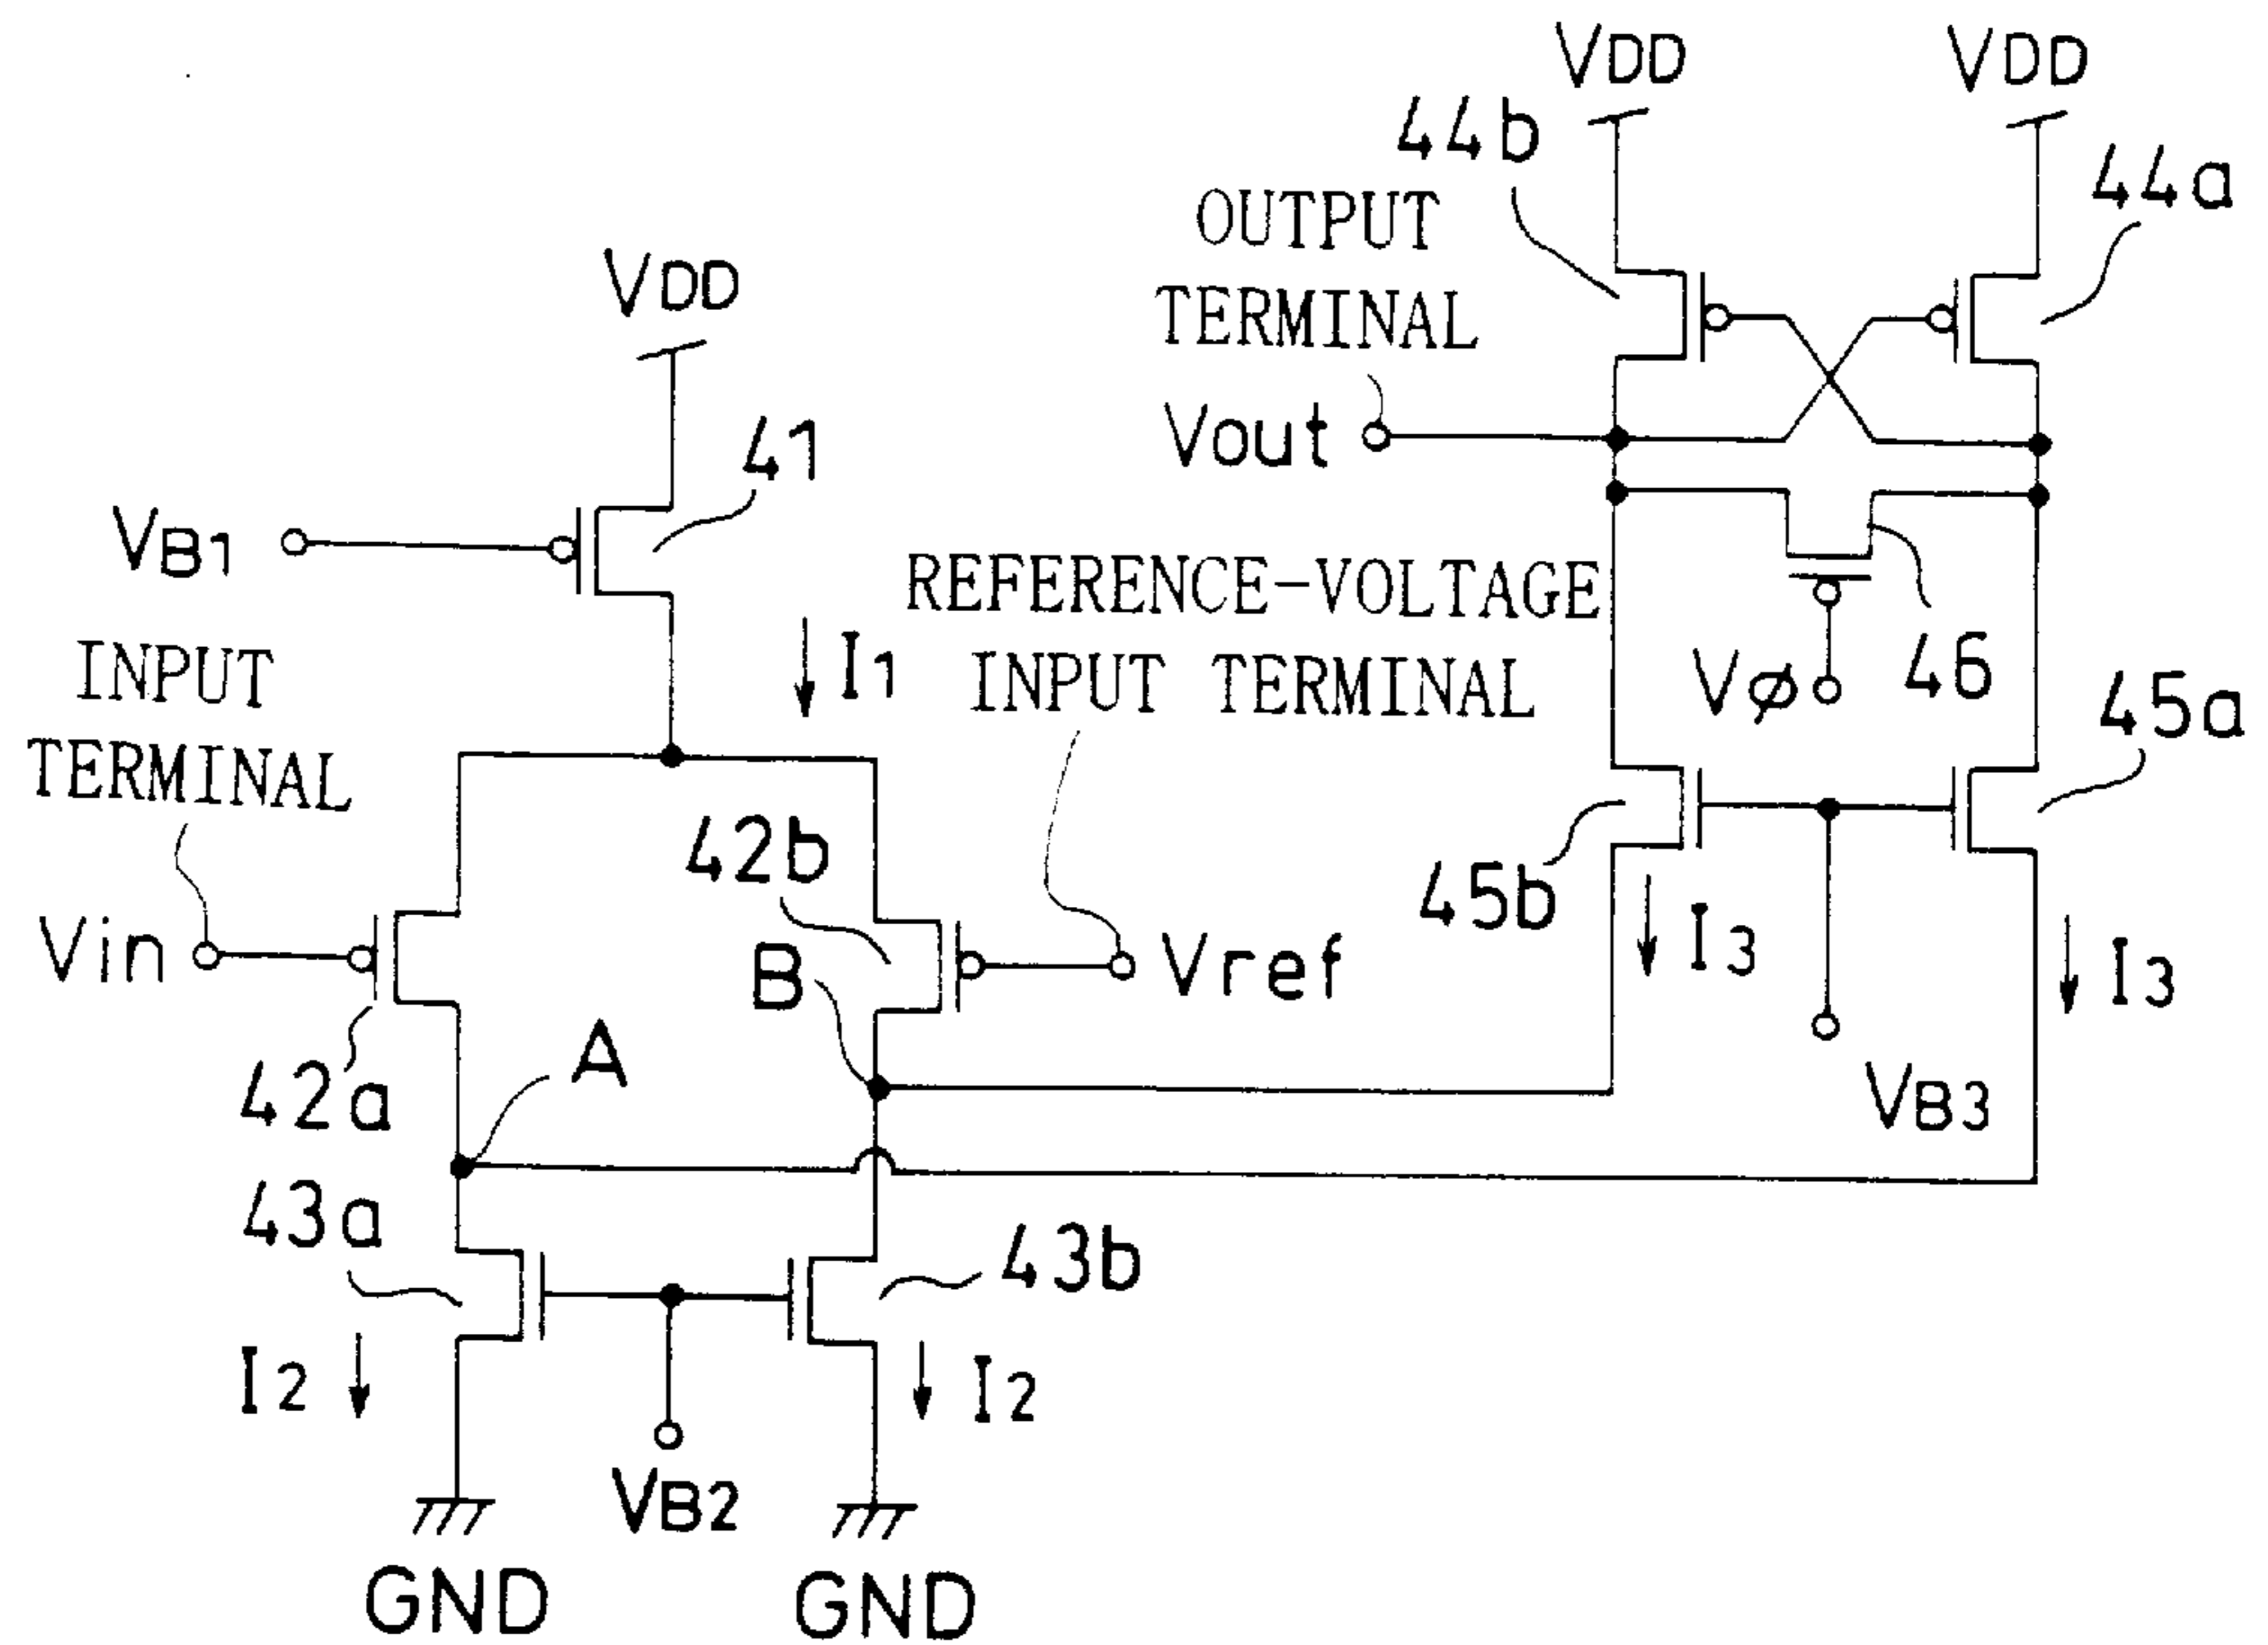 VDD
VDD
44b
44a
OUTPUT
TERMINAL
VDD
Vout
41
VB1
REFERENCE-VOLTAGE
INPUT TERMINAL
I1
INPUT
TERMINAL
Vø
46
45a
42b
45b
Vin
B
Vref
I3
I3
A
42a
VB3
43a
43b
I2
I2
VB2
GND
GND